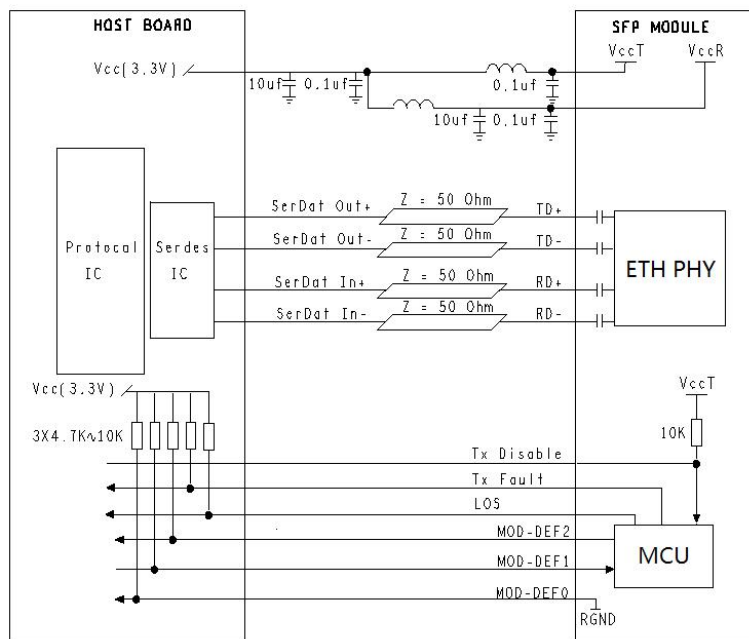 HOST BOARD
SFP MODULE
VccT
VccR
Vcc(3.3V)
10uf
0.1uf
0.1uf
10uf
0.1uf
SerDat Out+
Z = 50 Ohm
TD+
SerDat Out-
Z = 50 Ohm
TD-
Protocal
IC
Serdes
IC
ETH PHY
SerDat In+
Z = 50 Ohm
RD+
SerDat In-
Z = 50 Ohm
RD-
Vcc(3.3V)
VccT
3X4.7K~10K
10K
Tx Disable
Tx Fault
LOS
MOD-DEF2
MCU
MOD-DEF1
MOD-DEF0
RGND